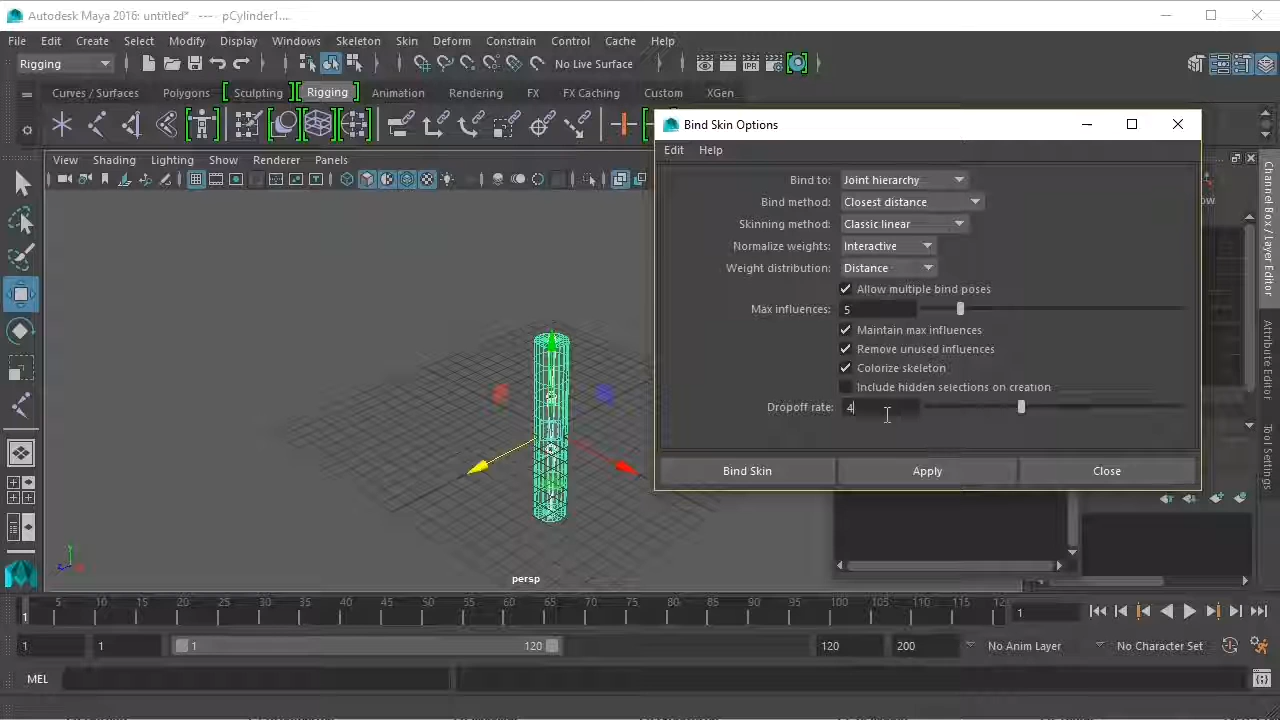 Autodesk Maya 2016: untitled* --- pCylinder1....
File Edit Create Select Modify Display Windows Skeleton Skin Deform Constrain Control Cache Help
Rigging No Live Surface
Curves / Surfaces Polygons Sculpting Rigging Animation Rendering FX FX Caching Custom XGen
Bind Skin Options
Edit Help
View Shading Lighting Show Renderer Panels
Bind to: Joint hierarchy
Bind method: Closest distance
Skinning method: Classic linear
Normalize weights: Interactive
Weight distribution: Distance
Allow multiple bind poses
Max influences: 5
Maintain max influences
Remove unused influences
Colorize skeleton
Include hidden selections on creation
Dropoff rate: 4
Bind Skin Apply Close
Channel Box / Layer Editor
Attribute Editor
Tool Settings
persp
5 10 15 20 25 30 35 40 45 50 55 60 65 70 75 80 85 90 95 100 105 110 115 12
1 1
1 1 1 120 120 200 No Anim Layer No Character Set
MEL